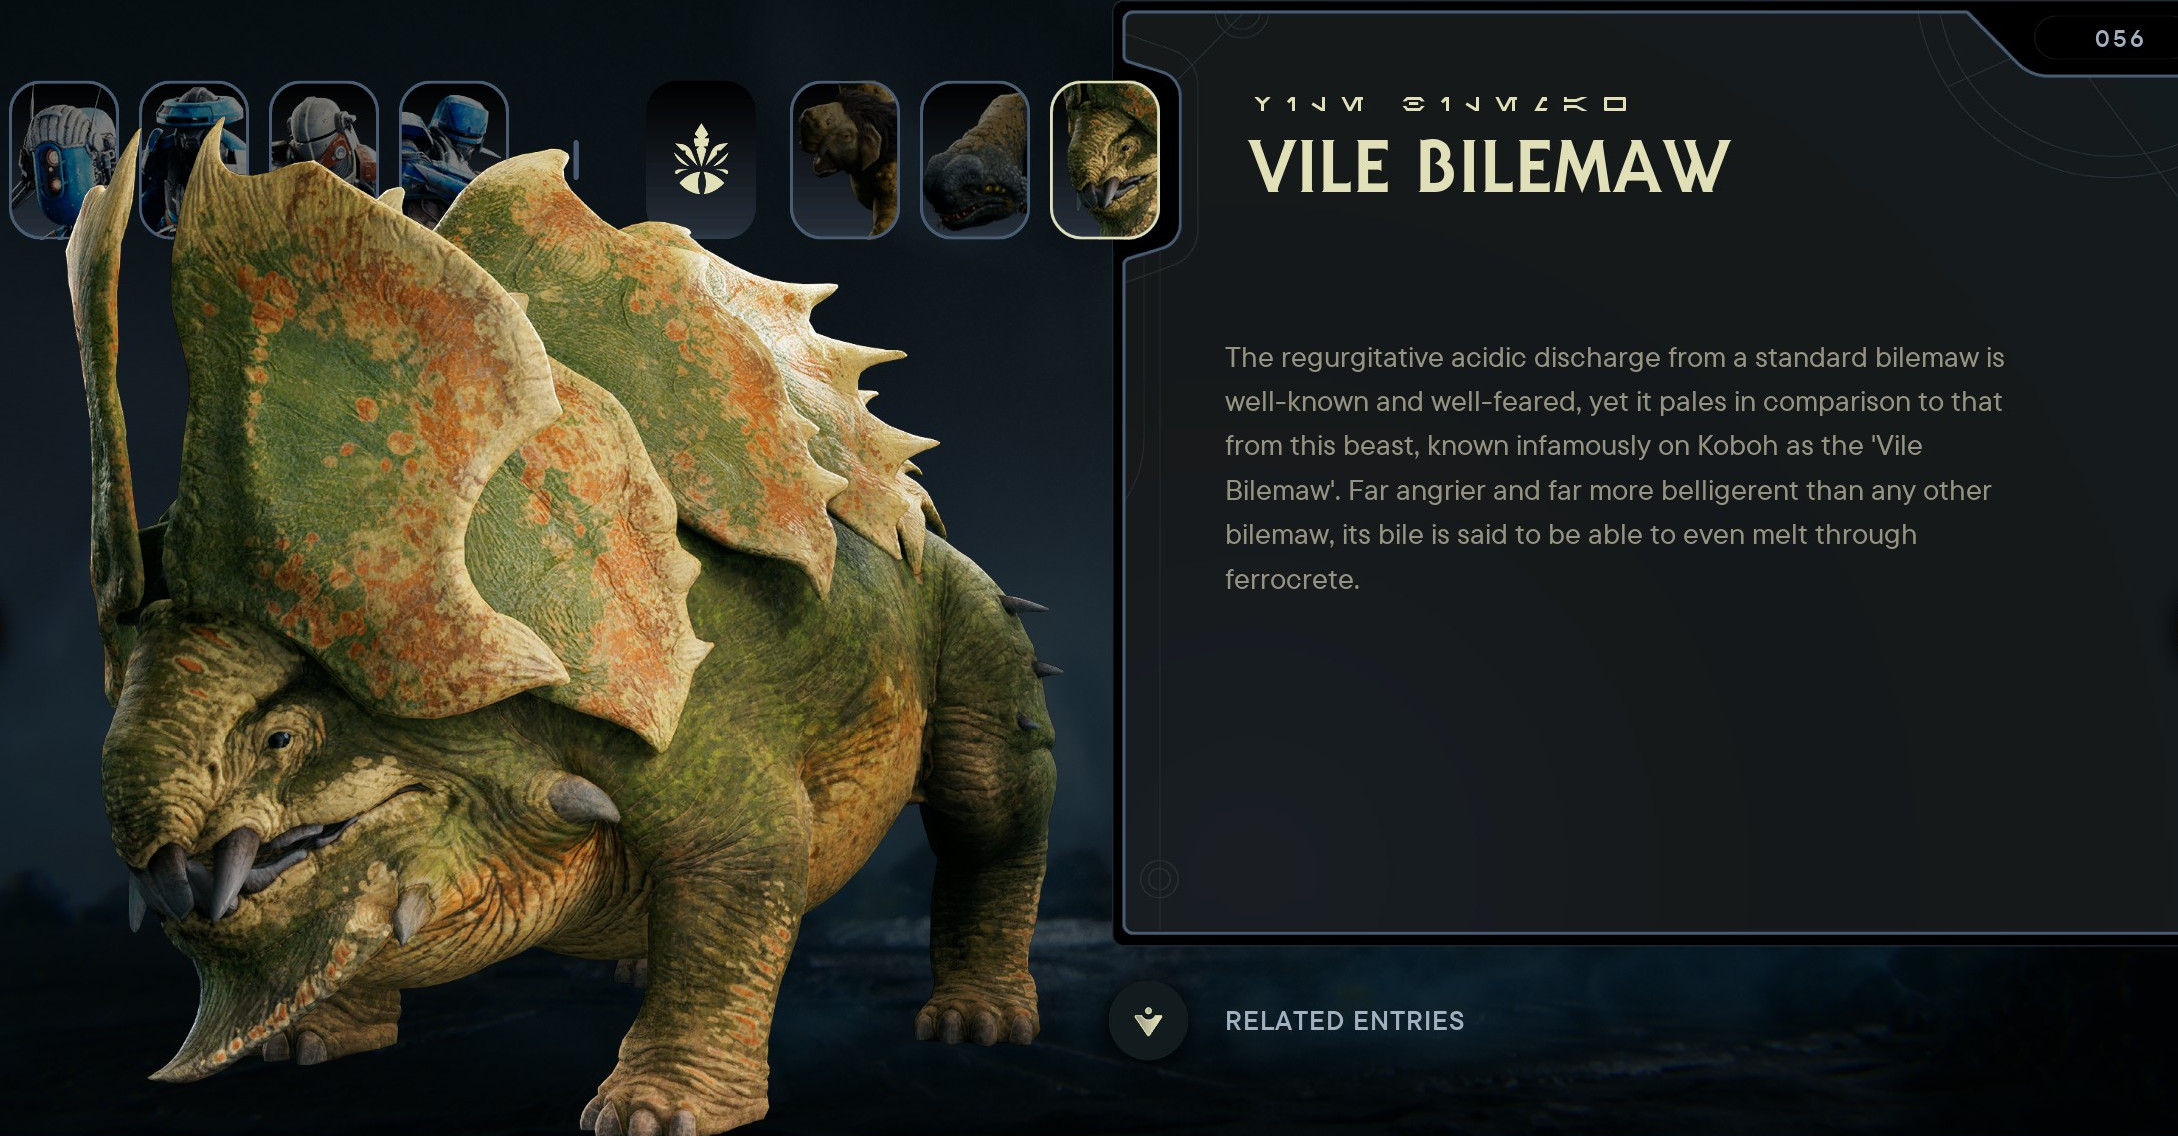 056
VILE BILEMAW
The regurgitative acidic discharge from a standard bilemaw is
well-known and well-feared, yet it pales in comparison to that
from this beast, known infamously on Koboh as the 'Vile
Bilemaw'. Far angrier and far more belligerent than any other
bilemaw, its bile is said to be able to even melt through
ferrocrete.
RELATED ENTRIES